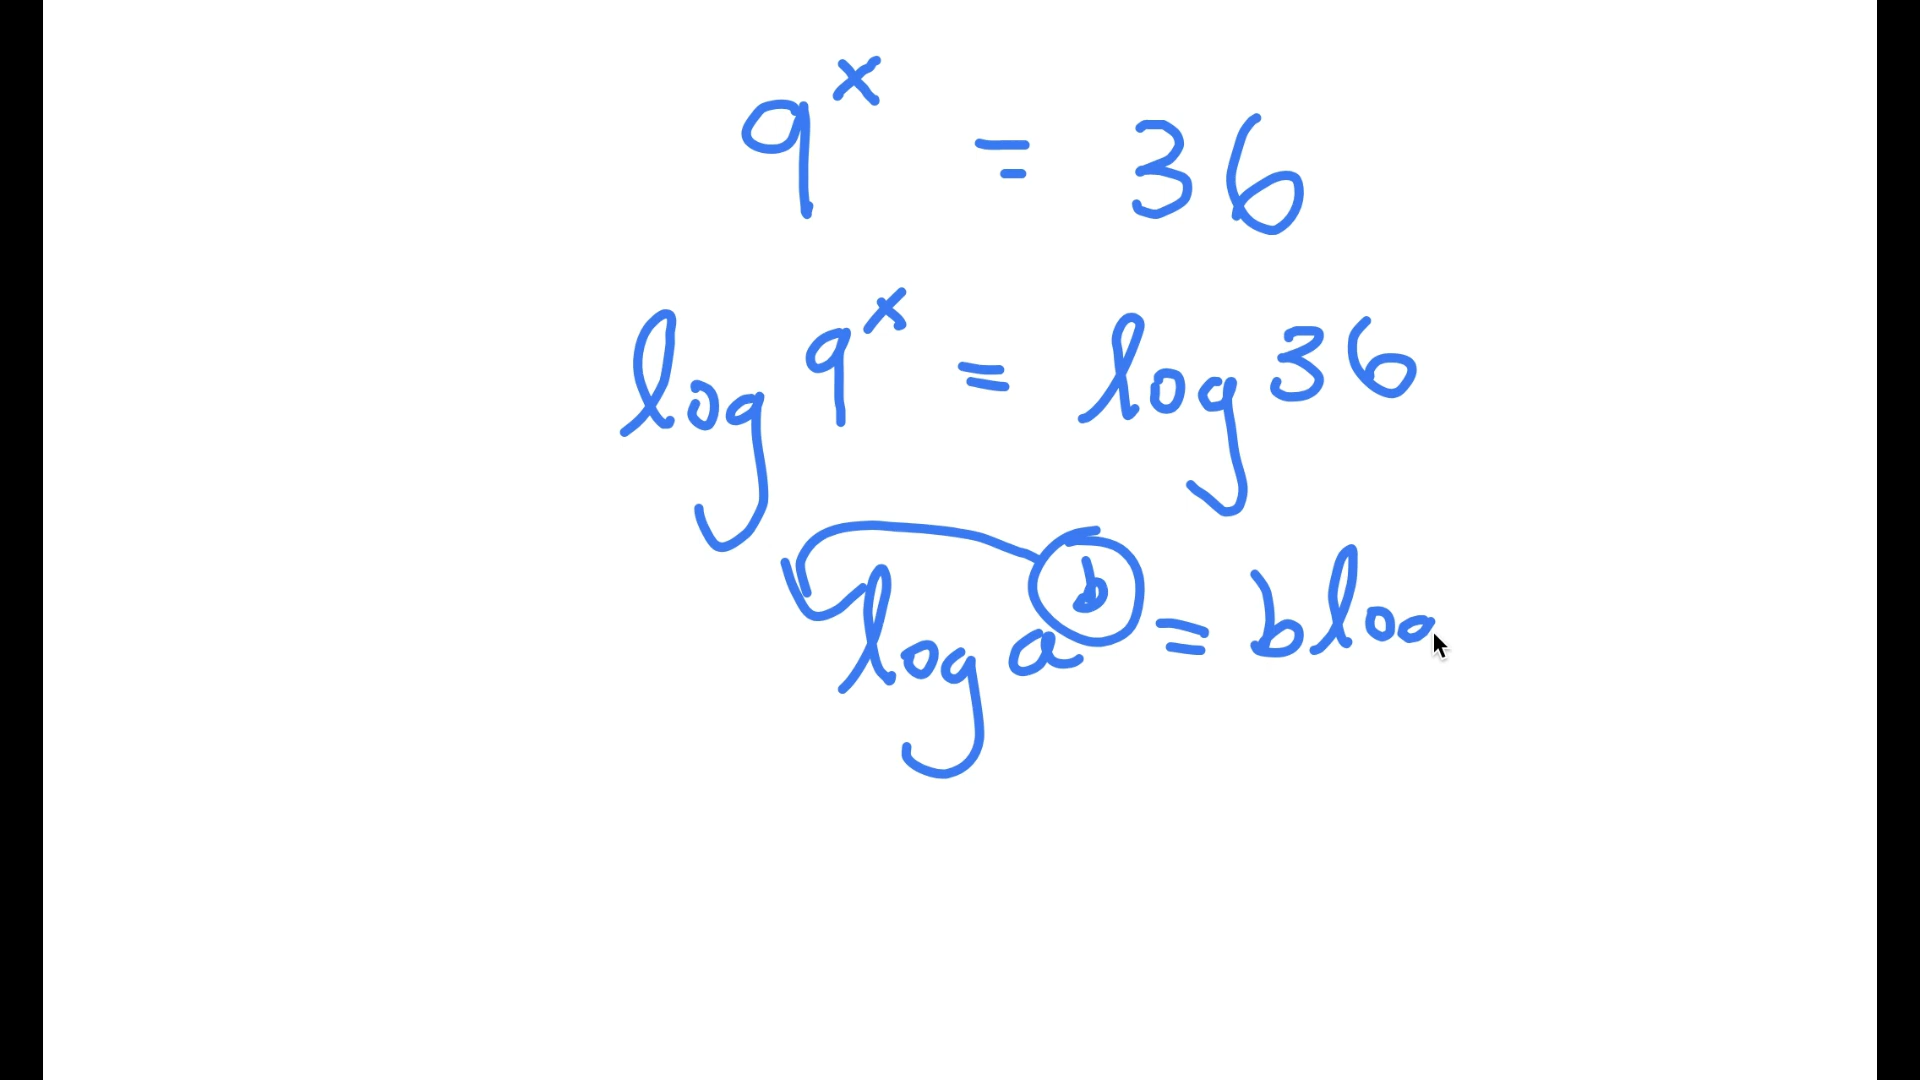 9^x = 36
log 9^x = log 36
log a^b = b log